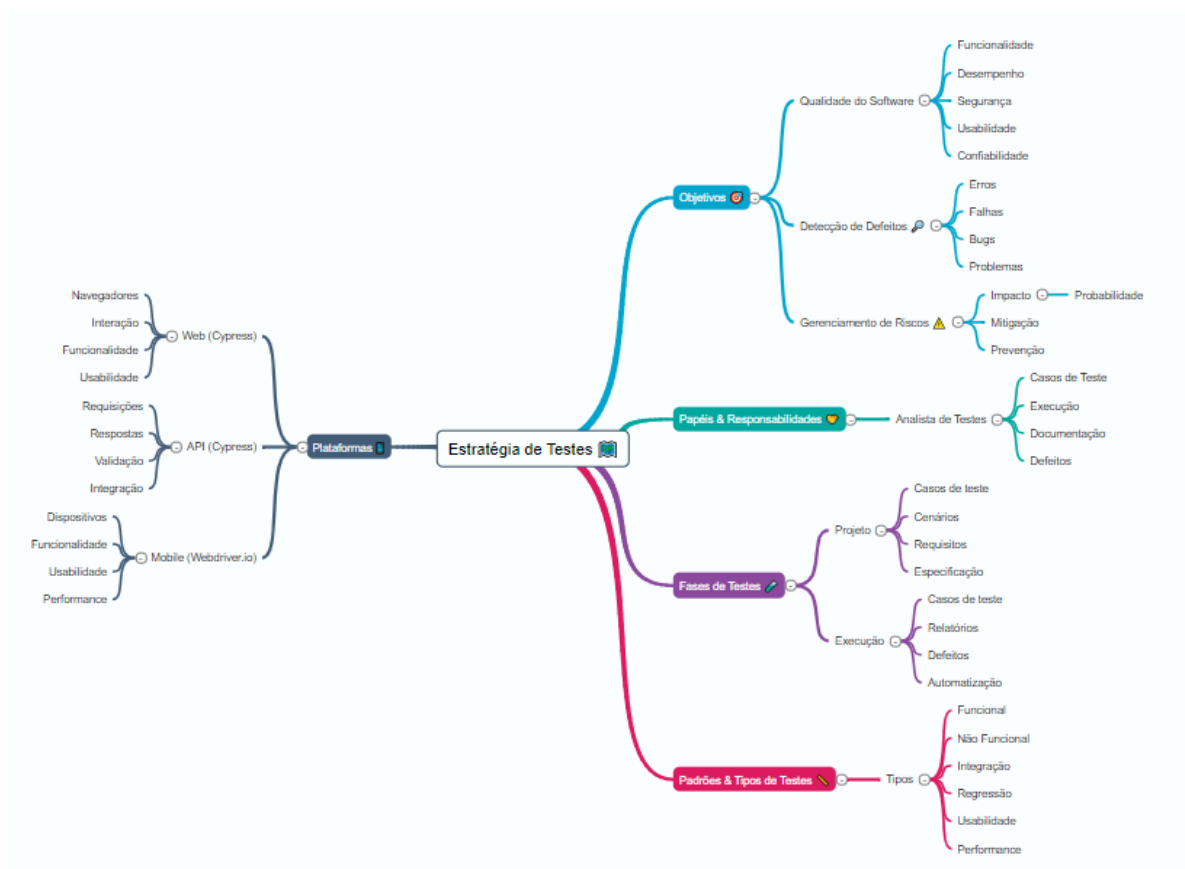 Estratégia de Testes
Objetivos
Qualidade do Software
Funcionalidade
Desempenho
Segurança
Usabilidade
Confiabilidade
Detecção de Defeitos
Erros
Falhas
Bugs
Problemas
Gerenciamento de Riscos
Impacto
Probabilidade
Mitigação
Prevenção
Papéis & Responsabilidades
Analista de Testes
Casos de Teste
Execução
Documentação
Defeitos
Fases de Testes
Projeto
Casos de teste
Cenários
Requisitos
Especificação
Execução
Casos de teste
Relatórios
Defeitos
Automatização
Padrões & Tipos de Testes
Tipos
Funcional
Não Funcional
Integração
Regressão
Usabilidade
Performance
Plataformas
Web (Cypress)
Navegadores
Interação
Funcionalidade
Usabilidade
API (Cypress)
Requisições
Respostas
Validação
Integração
Mobile (Webdriver.io)
Dispositivos
Funcionalidade
Usabilidade
Performance